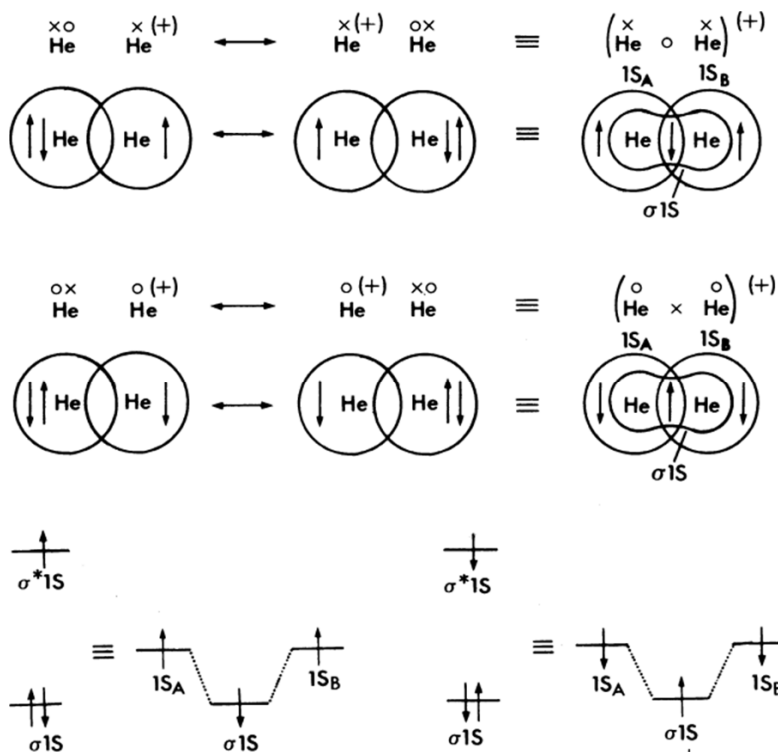 ×○ ×(+) ×(+) ○× ( × × )(+)
He He ↔ He He ≡ He ○ He
1S_A 1S_B
↑↓ He He ↑ ↔ ↑ He He ↓↑ ≡ ↑ He ↓ He ↑
σ1S
○× ○(+) ○(+) ×○ ( ○ ○ )(+)
He He ↔ He He ≡ He × He
1S_A 1S_B
↓↑ He He ↓ ↔ ↓ He He ↑↓ ≡ ↓ He ↑ He ↓
σ1S
σ*1S σ*1S
≡ ≡
1S_A 1S_B 1S_A 1S_B
σ1S σ1S σ1S σ1S